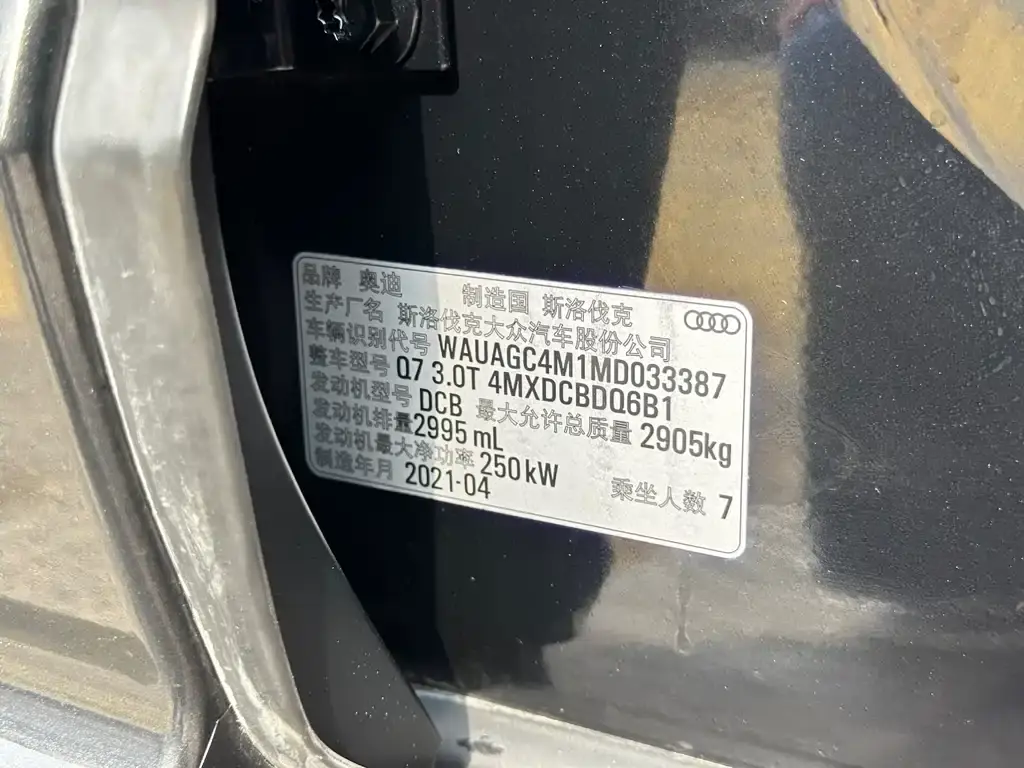 品牌 奥迪 制造国 斯洛伐克
生产厂名 斯洛伐克大众汽车股份公司
车辆识别代号 WAUAGC4M1MD033387
整车型号 Q7 3.0T 4MXDCBDQ6B1
发动机型号 DCB 最大允许总质量 2905kg
发动机排量 2995 mL
发动机最大净功率 250 kW
制造年月 2021-04 乘坐人数 7